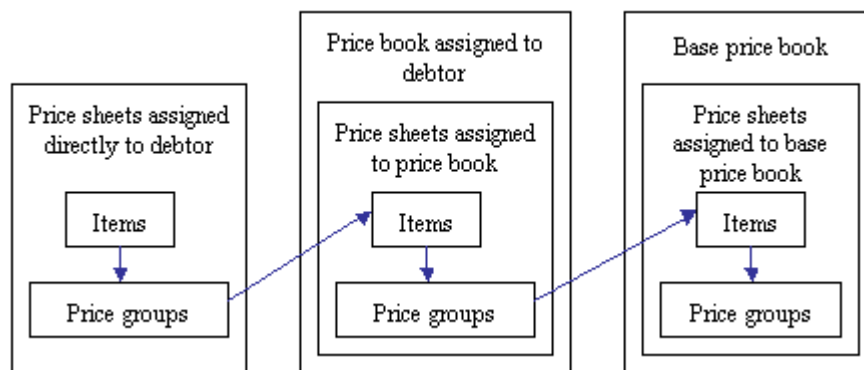 Price sheets assigned
directly to debtor
Items
Price groups
Price book assigned to
debtor
Price sheets assigned
to price book
Items
Price groups
Base price book
Price sheets
assigned to base
price book
Items
Price groups